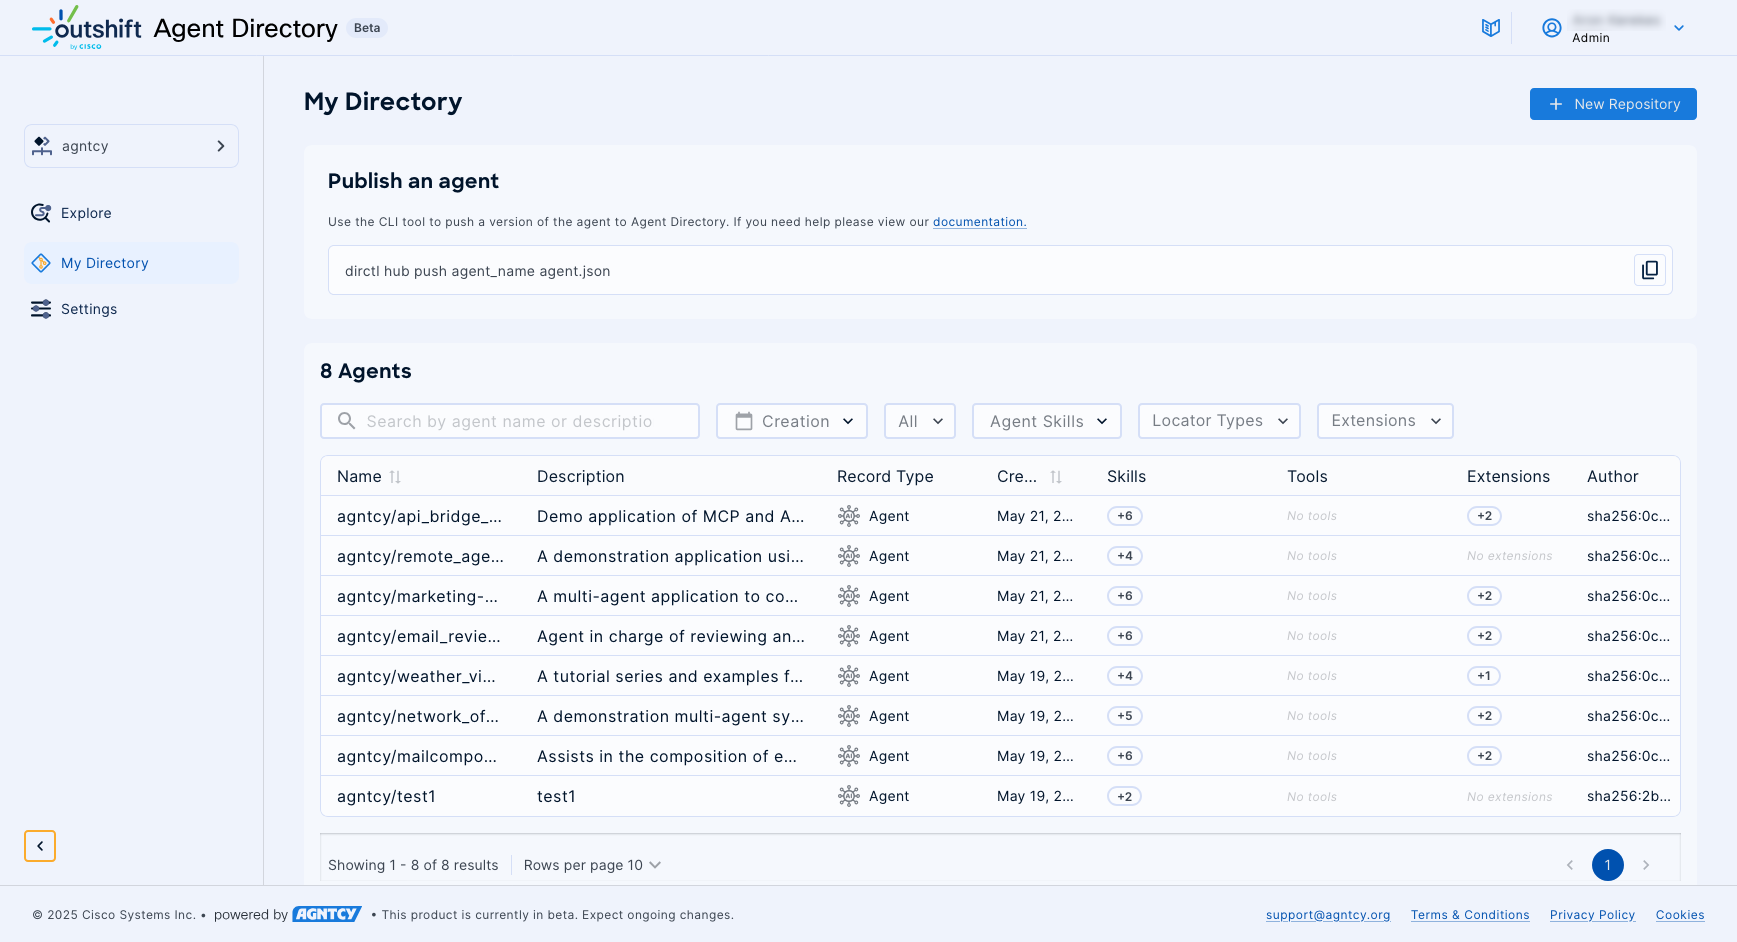 outshift
by CISCO
Agent Directory
Beta
Admin
agntcy
Explore
My Directory
Settings
My Directory
New Repository
Publish an agent
Use the CLI tool to push a version of the agent to Agent Directory. If you need help please view our documentation.
dirctl hub push agent_name agent.json
8 Agents
Search by agent name or descriptio
Creation
All
Agent Skills
Locator Types
Extensions
Name Description Record Type Cre... Skills Tools Extensions Author
agntcy/api_bridge_... Demo application of MCP and A... AI Agent May 21, 2... +6 No tools +2 sha256:0c...
agntcy/remote_age... A demonstration application usi... AI Agent May 21, 2... +4 No tools No extensions sha256:0c...
agntcy/marketing-... A multi-agent application to co... AI Agent May 21, 2... +6 No tools +2 sha256:0c...
agntcy/email_revie... Agent in charge of reviewing an... AI Agent May 21, 2... +6 No tools +2 sha256:0c...
agntcy/weather_vi... A tutorial series and examples f... AI Agent May 19, 2... +4 No tools +1 sha256:0c...
agntcy/network_of... A demonstration multi-agent sy... AI Agent May 19, 2... +5 No tools +2 sha256:0c...
agntcy/mailcompo... Assists in the composition of e... AI Agent May 19, 2... +6 No tools +2 sha256:0c...
agntcy/test1 test1 AI Agent May 19, 2... +2 No tools No extensions sha256:2b...
Showing 1 - 8 of 8 results
Rows per page 10
1
© 2025 Cisco Systems Inc. • powered by AGNTCY • This product is currently in beta. Expect ongoing changes.
support@agntcy.org
Terms & Conditions
Privacy Policy
Cookies